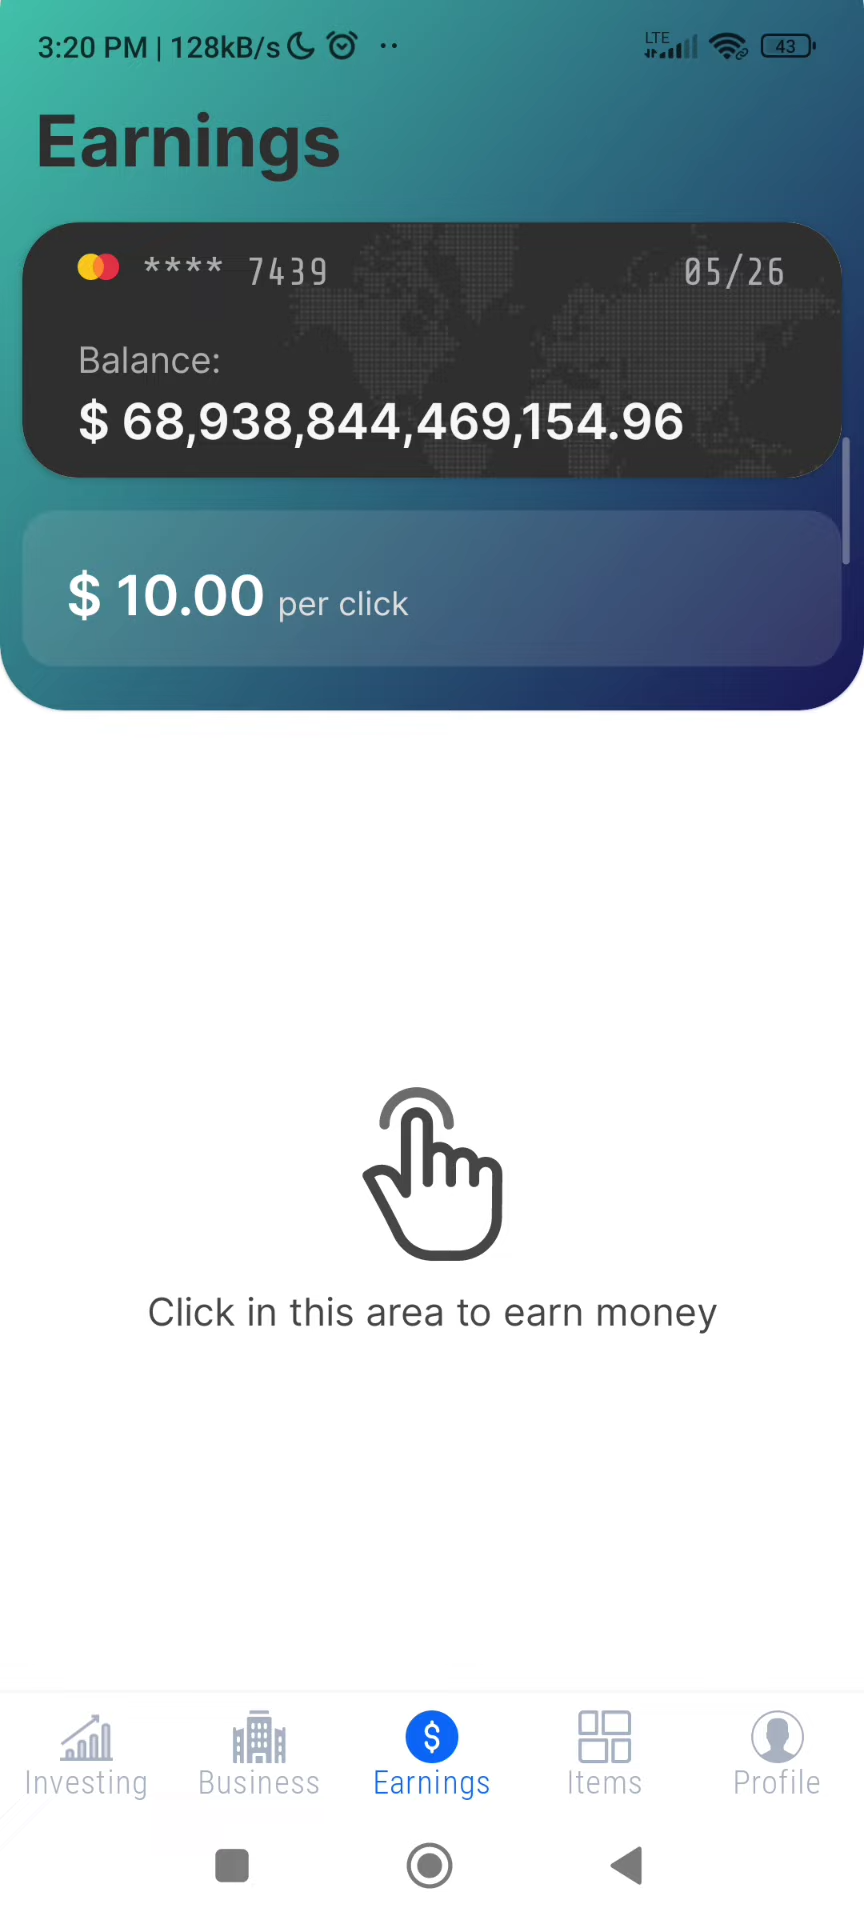 3:20 PM | 128kB/s
LTE
43
Earnings
**** 7439
05/26
Balance:
$ 68,938,844,469,154.96
$ 10.00 per click
Click in this area to earn money
Investing
Business
$
Earnings
Items
Profile